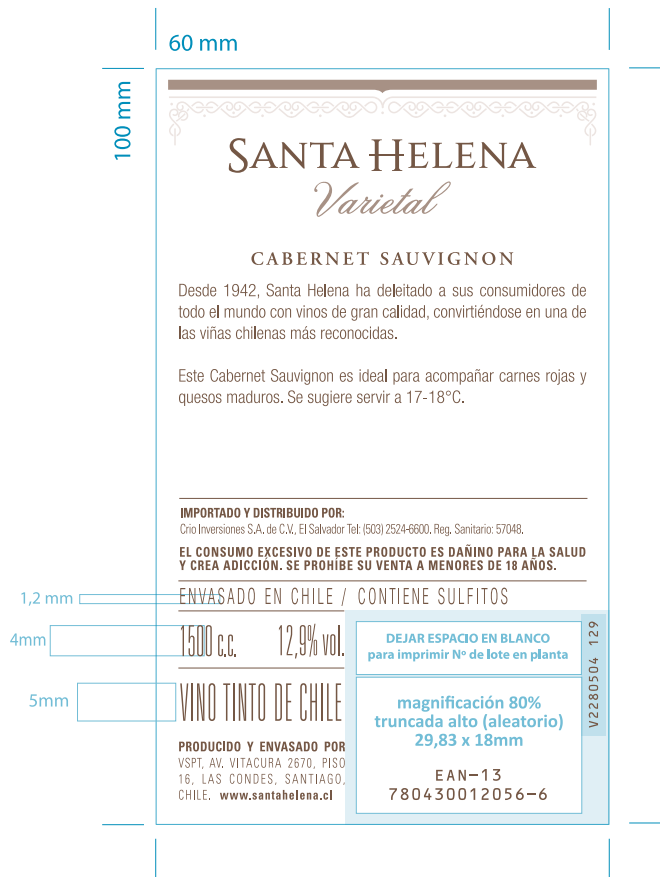 60 mm
100 mm
SANTA HELENA
Varietal
CABERNET SAUVIGNON
Desde 1942, Santa Helena ha deleitado a sus consumidores de
todo el mundo con vinos de gran calidad, convirtiéndose en una de
las viñas chilenas más reconocidas.
Este Cabernet Sauvignon es ideal para acompañar carnes rojas y
quesos maduros. Se sugiere servir a 17-18°C.
IMPORTADO Y DISTRIBUIDO POR:
Crio Inversiones S.A. de C.V., El Salvador Tel: (503) 2524-6600. Reg. Sanitario: 57048.
EL CONSUMO EXCESIVO DE ESTE PRODUCTO ES DAÑINO PARA LA SALUD
Y CREA ADICCIÓN. SE PROHÍBE SU VENTA A MENORES DE 18 AÑOS.
1,2 mm
ENVASADO EN CHILE / CONTIENE SULFITOS
4mm
1500 c.c. 12,9% vol.
DEJAR ESPACIO EN BLANCO
para imprimir Nº de lote en planta
V2280504 129
5mm
VINO TINTO DE CHILE
PRODUCIDO Y ENVASADO POR
VSPT, AV. VITACURA 2670, PISO
16, LAS CONDES, SANTIAGO,
CHILE. www.santahelena.cl
magnificación 80%
truncada alto (aleatorio)
29,83 x 18mm
EAN-13
780430012056-6